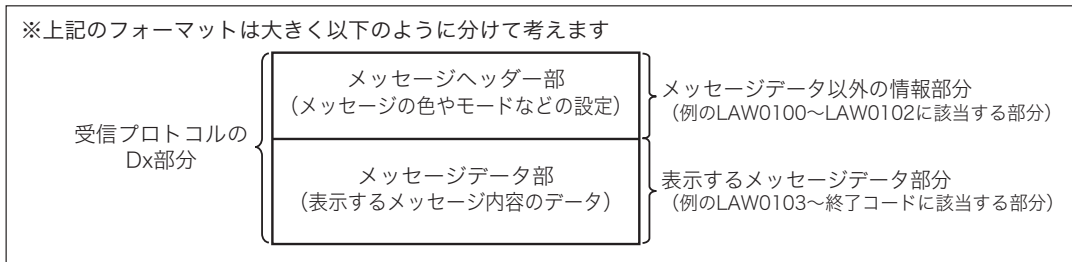 ※上記のフォーマットは大きく以下のように分けて考えます
受信プロトコルの
Dx部分
メッセージヘッダー部
（メッセージの色やモードなどの設定）
メッセージデータ以外の情報部分
（例のLAW0100～LAW0102に該当する部分）
メッセージデータ部
（表示するメッセージ内容のデータ）
表示するメッセージデータ部分
（例のLAW0103～終了コードに該当する部分）